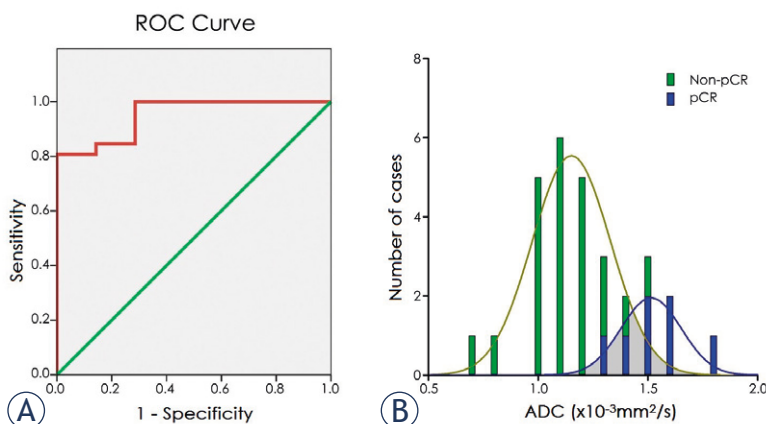 ROC Curve
Sensitivity
1.0
0.8
0.6
0.4
0.2
0.0
0.0 0.2 0.4 0.6 0.8 1.0
1 - Specificity
A
Number of cases
8
6
4
2
0
0.5 1.0 1.5 2.0
ADC (x10-3mm2/s)
Non-pCR
pCR
B